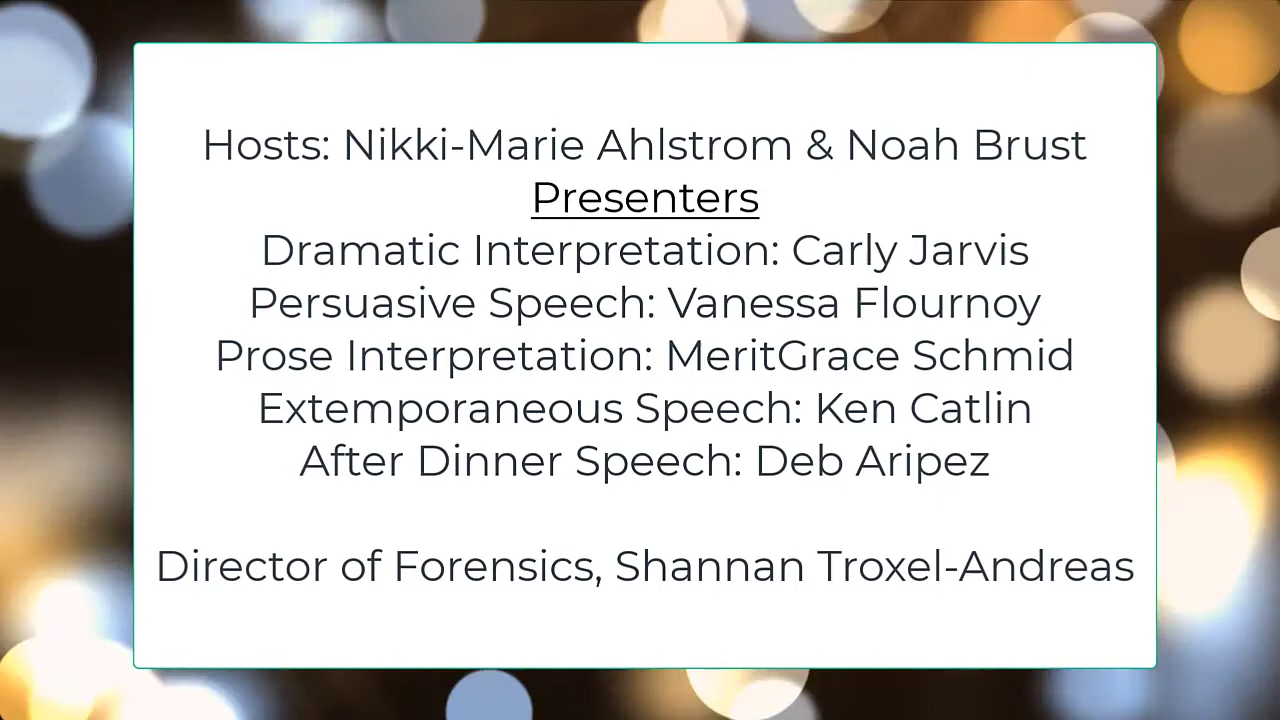 Hosts: Nikki-Marie Ahlstrom & Noah Brust
Presenters
Dramatic Interpretation: Carly Jarvis
Persuasive Speech: Vanessa Flournoy
Prose Interpretation: MeritGrace Schmid
Extemporaneous Speech: Ken Catlin
After Dinner Speech: Deb Aripez
Director of Forensics, Shannan Troxel-Andreas